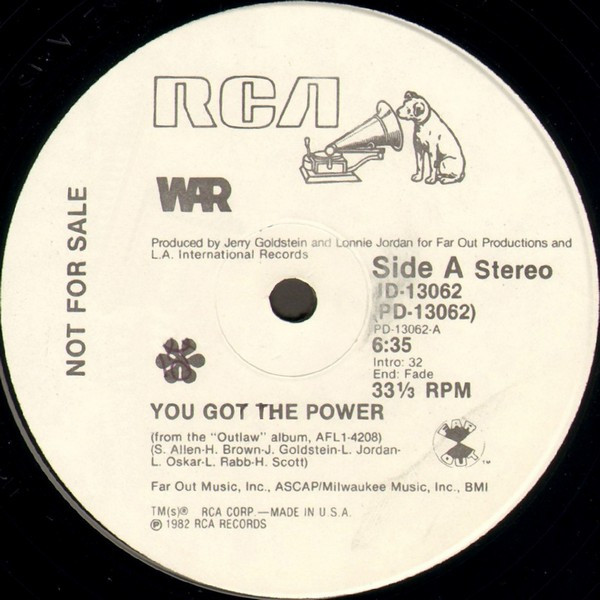 RCA
WAR
NOT FOR SALE
Produced by Jerry Goldstein and Lonnie Jordan for Far Out Productions and
L.A. International Records
Side A Stereo
JD-13062
(PD-13062)
PD-13062-A
6:35
Intro: 32
End: Fade
33⅓ RPM
YOU GOT THE POWER
(from the "Outlaw" album, AFL1-4208)
(S. Allen-H. Brown-J. Goldstein-L. Jordan-
L. Oskar-L. Rabb-H. Scott)
FAR
OUT
TM
Far Out Music, Inc., ASCAP/Milwaukee Music, Inc., BMI
TM(s)® RCA CORP.—MADE IN U.S.A.
℗ 1982 RCA RECORDS